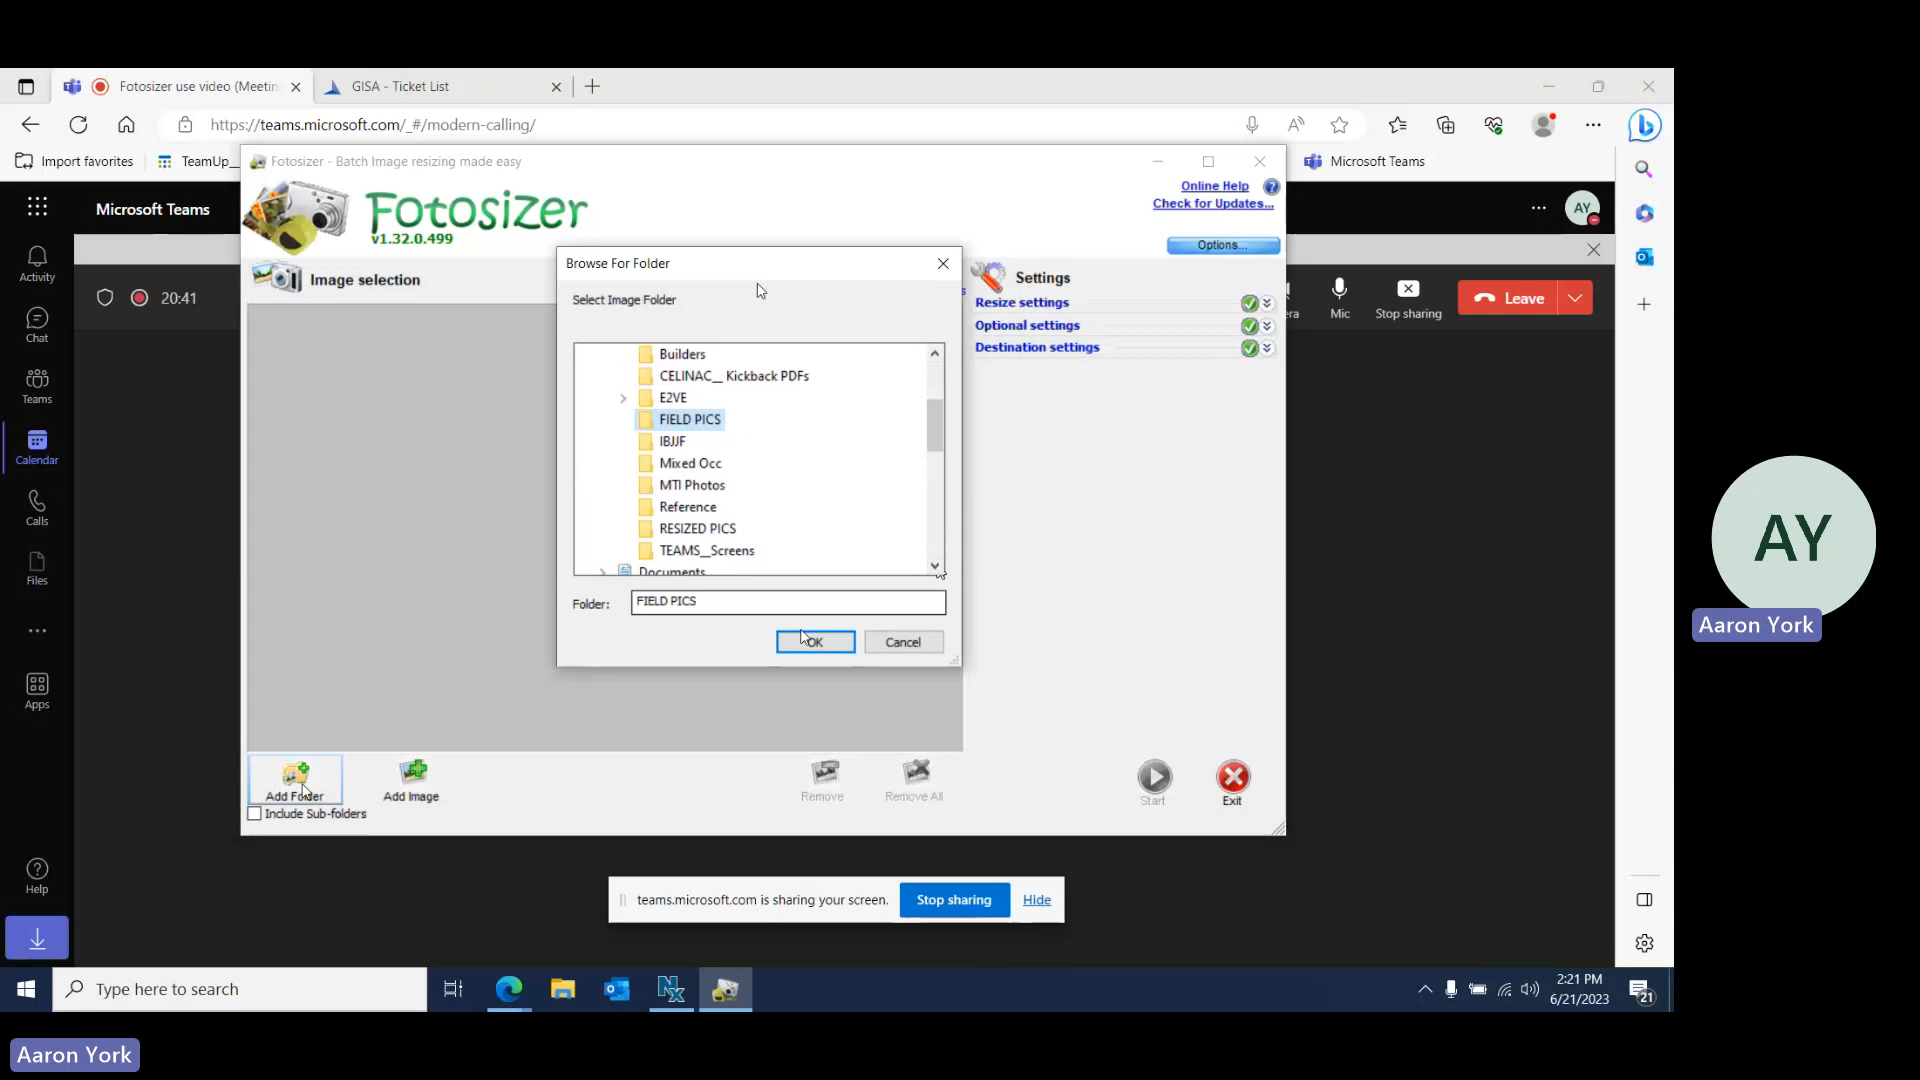 Fotosizer use video (Meetin
GISA - Ticket List
https://teams.microsoft.com/_#/modern-calling/
Import favorites
TeamUp_
Fotosizer - Batch Image resizing made easy
Microsoft Teams
Online Help
Check for Updates...
Fotosizer
v1.32.0.499
Options...
Microsoft Teams
AY
Activity
Chat
Teams
Calendar
Calls
Files
Apps
Help
20:41
Image selection
Browse For Folder
Select Image Folder
Builders
CELINAC__ Kickback PDFs
E2VE
FIELD PICS
IBJJF
Mixed Occ
MTI Photos
Reference
RESIZED PICS
TEAMS__Screens
Documents
Folder:
FIELD PICS
OK
Cancel
Settings
Resize settings
Optional settings
Destination settings
era
Mic
Stop sharing
Leave
Add Folder
Include Sub-folders
Add Image
Remove
Remove All
Start
Exit
teams.microsoft.com is sharing your screen.
Stop sharing
Hide
Type here to search
2:21 PM
6/21/2023
21
AY
Aaron York
Aaron York